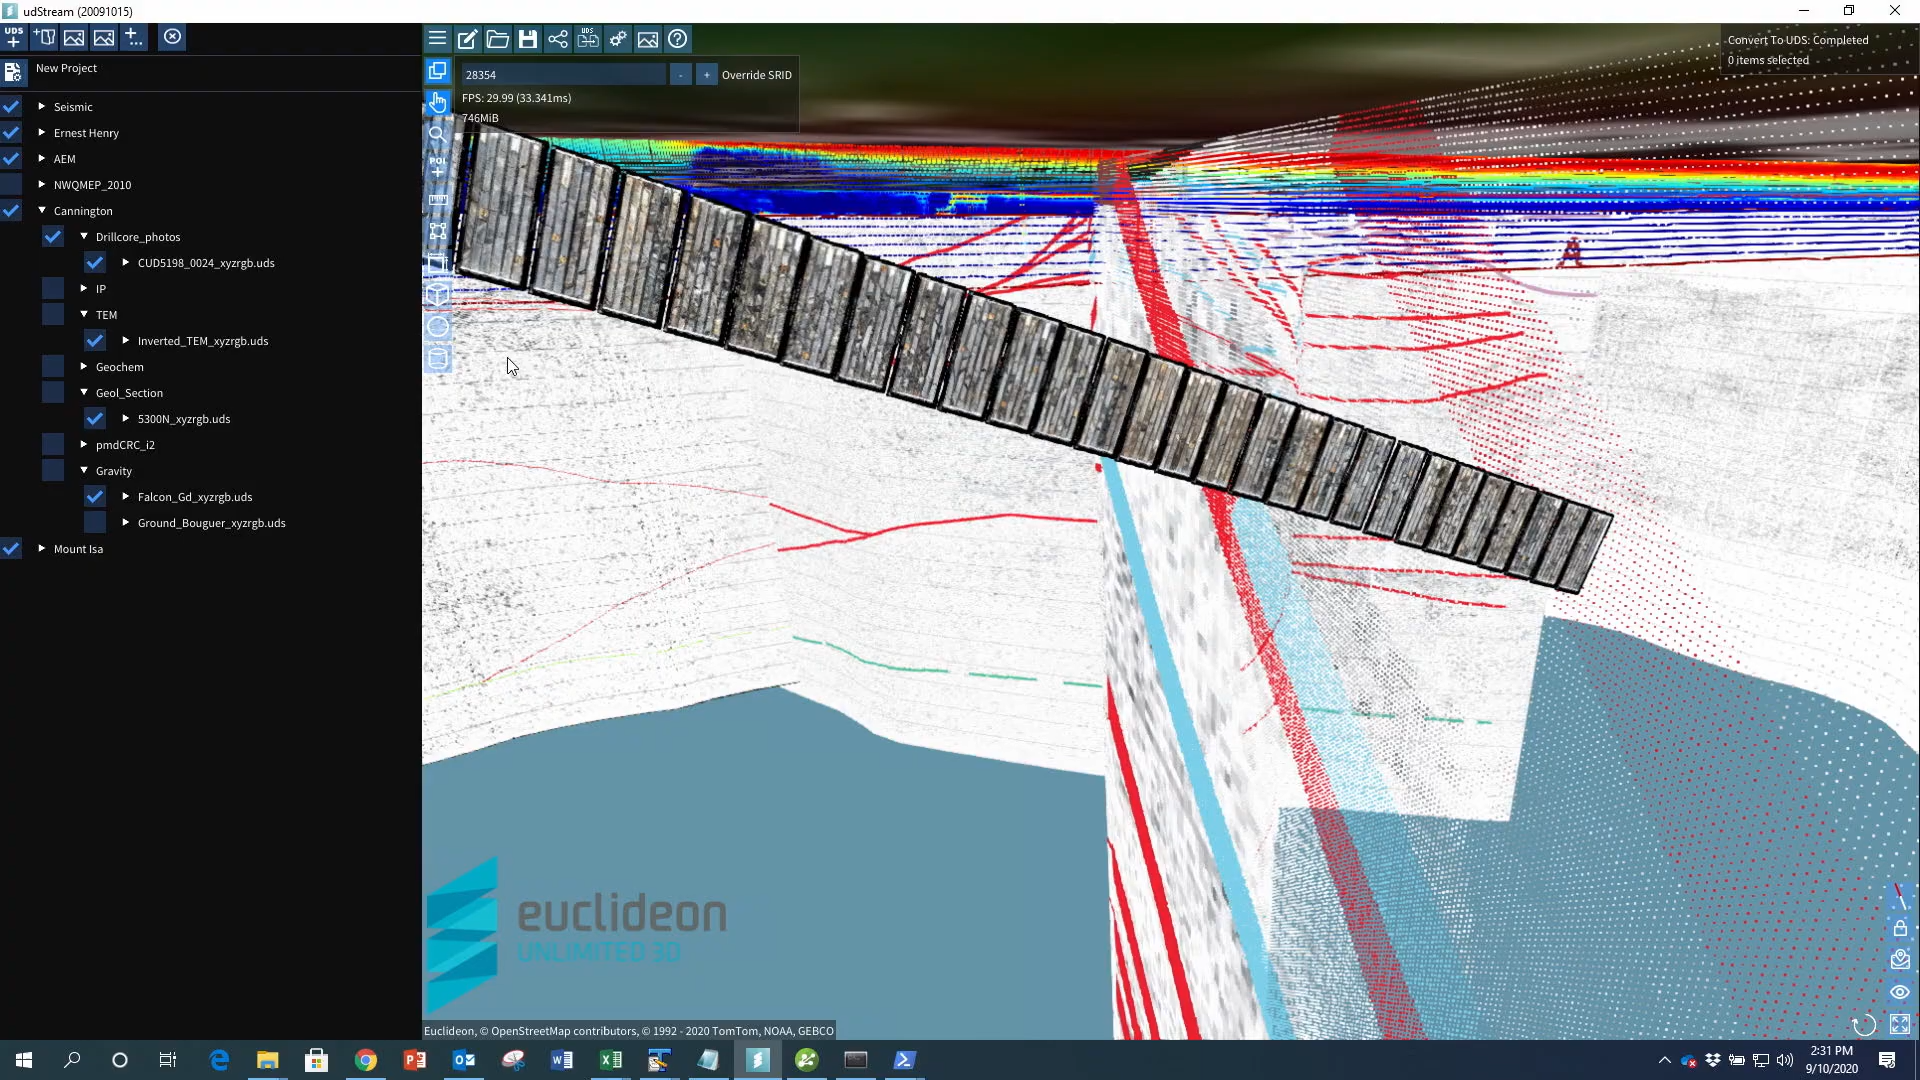 udStream (20091015)
UDS
New Project
Seismic
Ernest Henry
AEM
NWQMEP_2010
Cannington
Drillcore_photos
CUD5198_0024_xyzrgb.uds
IP
TEM
Inverted_TEM_xyzrgb.uds
Geochem
Geol_Section
5300N_xyzrgb.uds
pmdCRC_i2
Gravity
Falcon_Gd_xyzrgb.uds
Ground_Bouguer_xyzrgb.uds
Mount Isa
UDS
28354 - + Override SRID
FPS: 29.99 (33.341ms)
746MiB
POI
Convert To UDS: Completed
0 items selected
euclideon
UNLIMITED 3D
Euclideon, © OpenStreetMap contributors, © 1992 - 2020 TomTom, NOAA, GEBCO
2:31 PM
9/10/2020